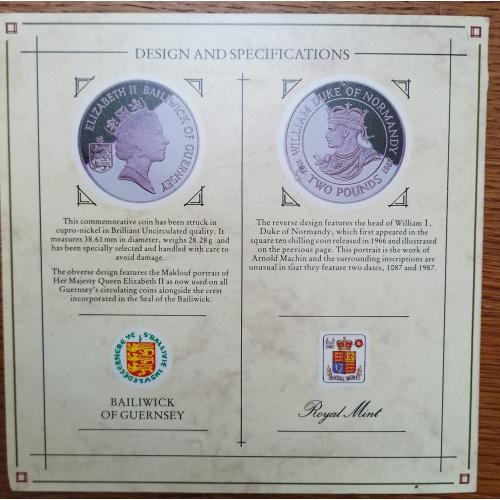 DESIGN AND SPECIFICATIONS
ELIZABETH II BAILIWICK OF GUERNSEY
WILLIAM DUKE OF NORMANDY
1987
TWO POUNDS
This commemorative coin has been struck in
cupro-nickel in Brilliant Uncirculated quality. It
measures 38.61 mm in diameter, weighs 28.28 g and
has been specially selected and handled with care to
avoid damage.
The obverse design features the Maklouf portrait of
Her Majesty Queen Elizabeth II as now used on all
Guernsey's circulating coins alongside the crest
incorporated in the Seal of the Bailiwick.
The reverse design features the head of William I,
Duke of Normandy, which first appeared in the
square ten shilling coin released in 1966 and illustrated
on the previous page. This portrait is the work of
Arnold Machin and the surrounding inscriptions are
unusual in that they feature two dates, 1087 and 1987.
BAILIWICK
OF GUERNSEY
ROYAL MINT
Royal Mint